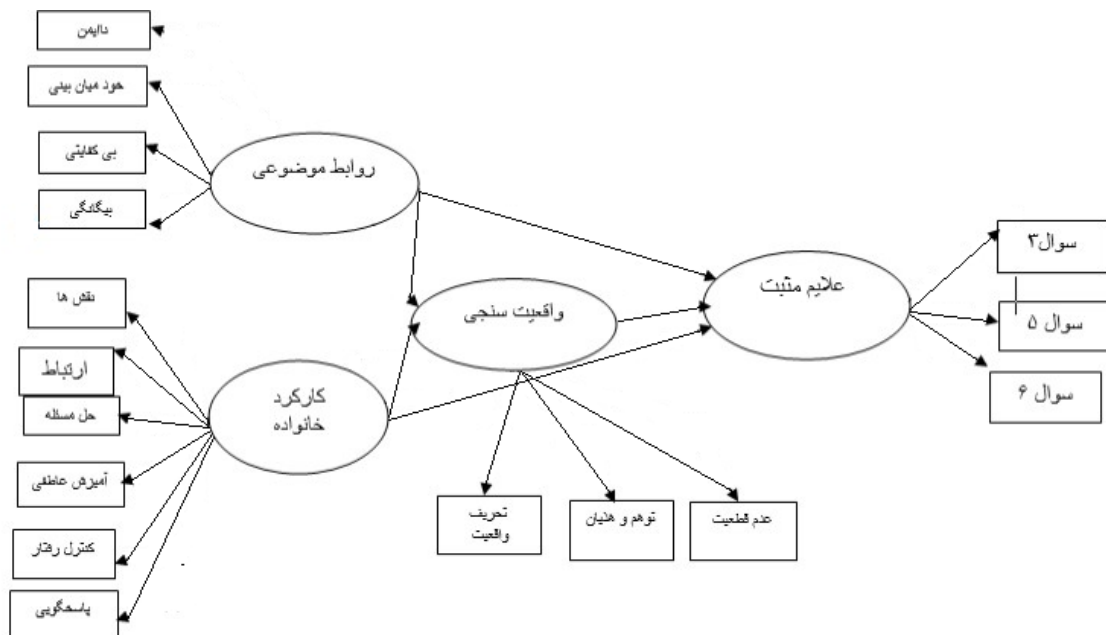 ناایمن
خود میان بینی
بی کفایتی
بیگانگی
روابط موضوعی
نقش ها
ارتباط
حل مسئله
آمیزش عاطفی
کنترل رفتار
پاسخگویی
کارکرد
خانواده
واقعیت سنجی
تحریف
واقعیت
توهم و هذیان
عدم قطعیت
علایم مثبت
سوال۳
سوال ۵
سوال ۶